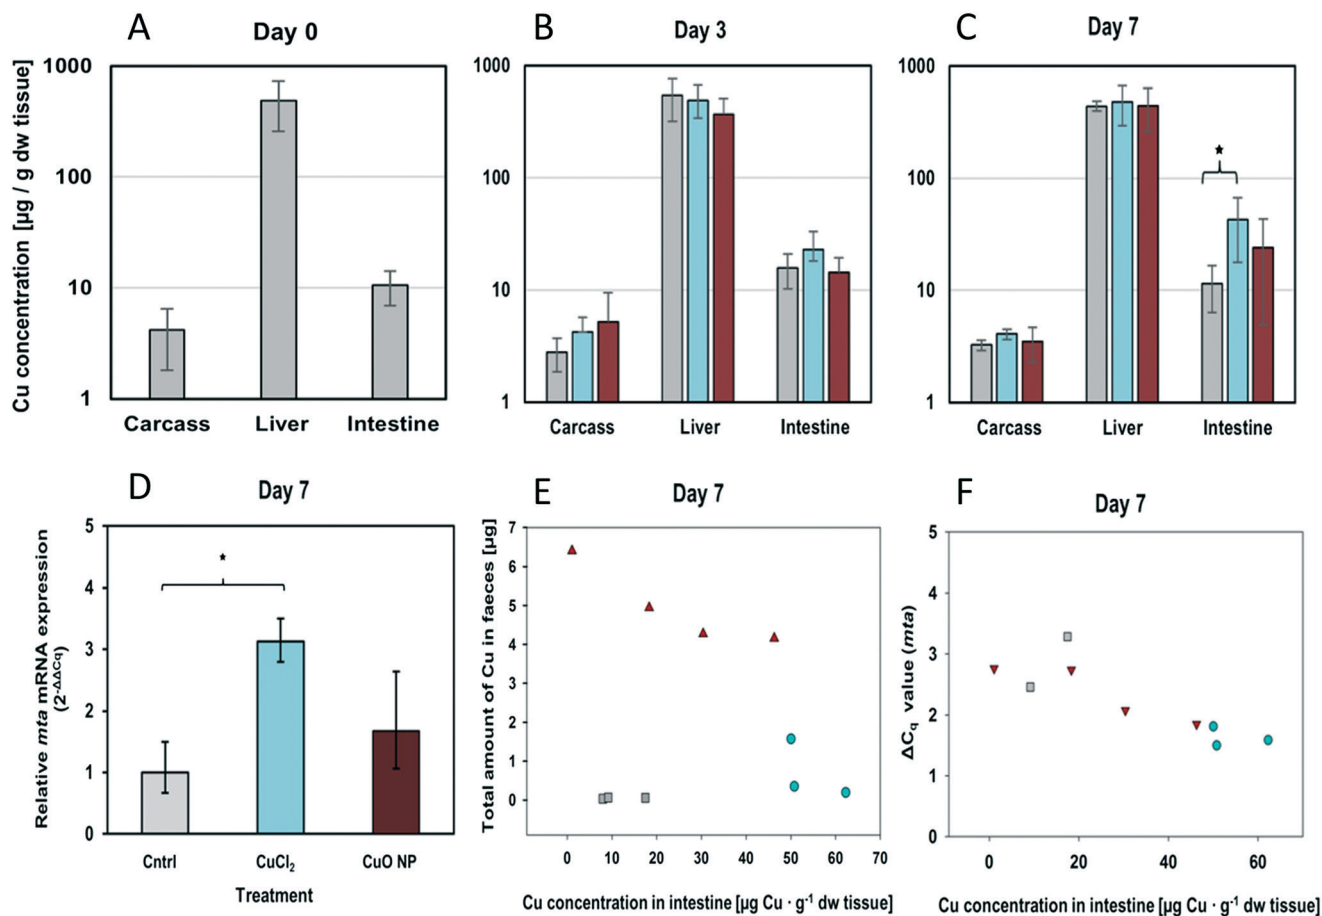 A
Day 0
Cu concentration [µg / g dw tissue]
1000
100
10
1
Carcass
Liver
Intestine
B
Day 3
1000
100
10
1
Carcass
Liver
Intestine
C
Day 7
1000
100
10
1
*
Carcass
Liver
Intestine
D
Day 7
Relative mta mRNA expression
(2-ΔΔCq)
5
4
3
2
1
0
*
Cntrl
CuCl2
CuO NP
Treatment
E
Day 7
Total amount of Cu in faeces [µg]
7
6
5
4
3
2
1
0
0 10 20 30 40 50 60 70
Cu concentration in intestine [µg Cu · g-1 dw tissue]
F
Day 7
ΔCq value (mta)
5
4
3
2
1
0
0 20 40 60
Cu concentration in intestine [µg Cu · g-1 dw tissue]